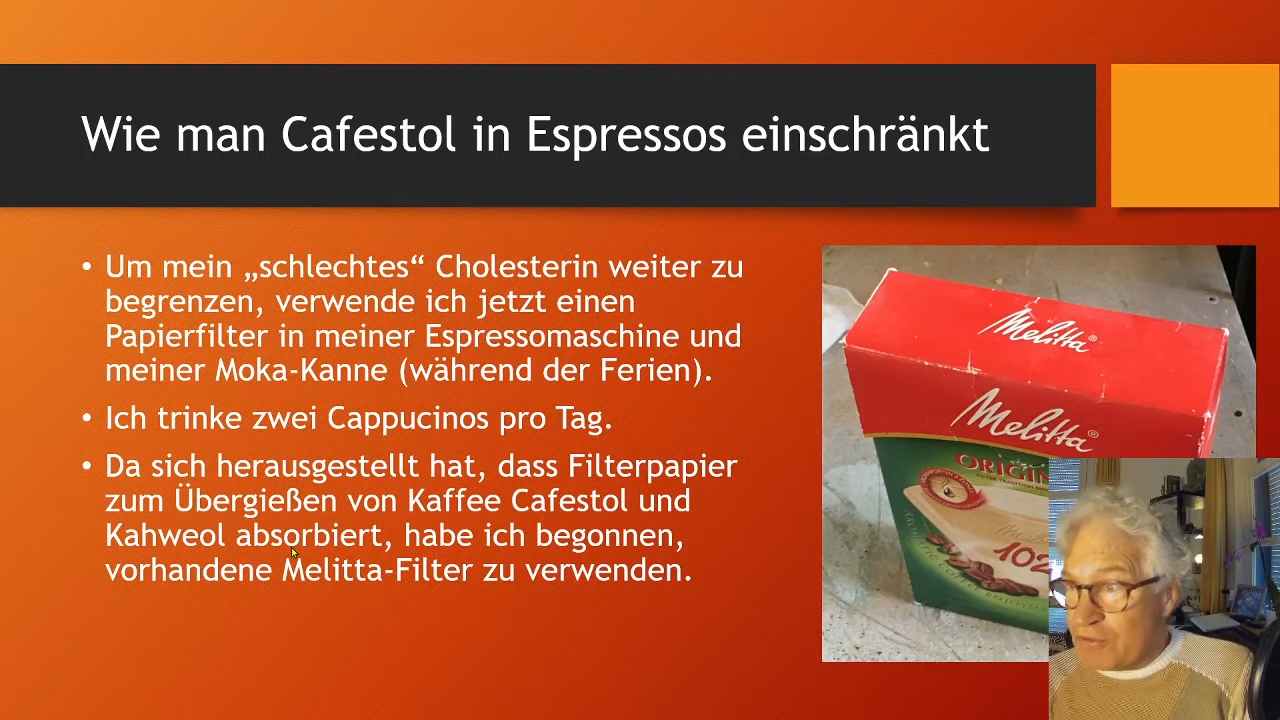 Wie man Cafestol in Espressos einschränkt
• Um mein „schlechtes“ Cholesterin weiter zu
begrenzen, verwende ich jetzt einen
Papierfilter in meiner Espressomaschine und
meiner Moka-Kanne (während der Ferien).
• Ich trinke zwei Cappucinos pro Tag.
• Da sich herausgestellt hat, dass Filterpapier
zum Übergießen von Kaffee Cafestol und
Kahweol absorbiert, habe ich begonnen,
vorhandene Melitta-Filter zu verwenden.
Melitta®
Melitta®
ORIGIN
102